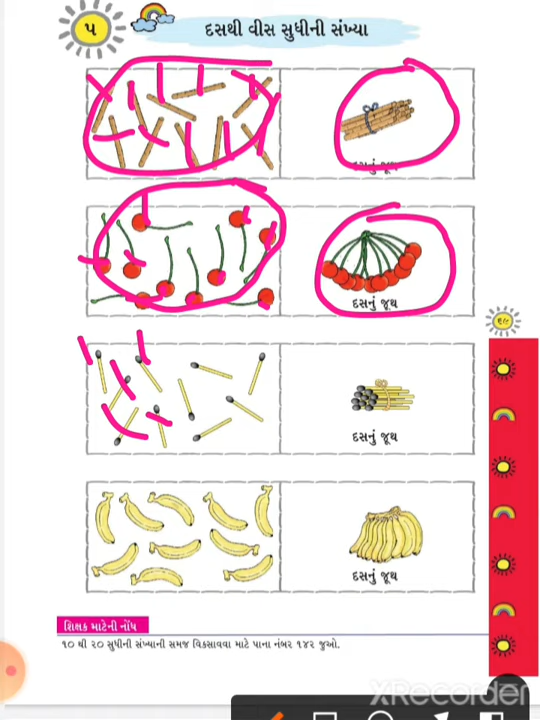 ૫
દસથી વીસ સુધીની સંખ્યા
દસનું જૂથ
દસનું જૂથ
દસનું જૂથ
દસનું જૂથ
શિક્ષક માટેની નોંધ
૧૦ થી ૨૦ સુધીની સંખ્યાની સમજ વિકસાવવા માટે પાના નંબર ૧૪૨ જુઓ.
XRecorder